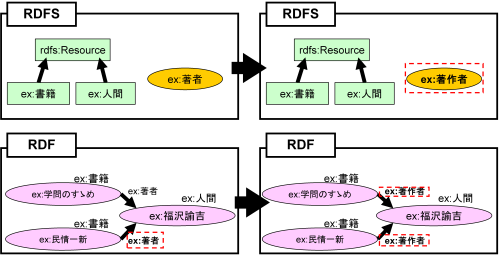 RDFS
rdfs:Resource
ex:書籍
ex:人間
ex:著者
RDFS
rdfs:Resource
ex:書籍
ex:人間
ex:著作者
RDF
ex:書籍
ex:学問のすゝめ
ex:著者
ex:人間
ex:福沢諭吉
ex:書籍
ex:民情一新
ex:著者
RDF
ex:書籍
ex:学問のすゝめ
ex:著作者
ex:人間
ex:福沢諭吉
ex:書籍
ex:民情一新
ex:著作者